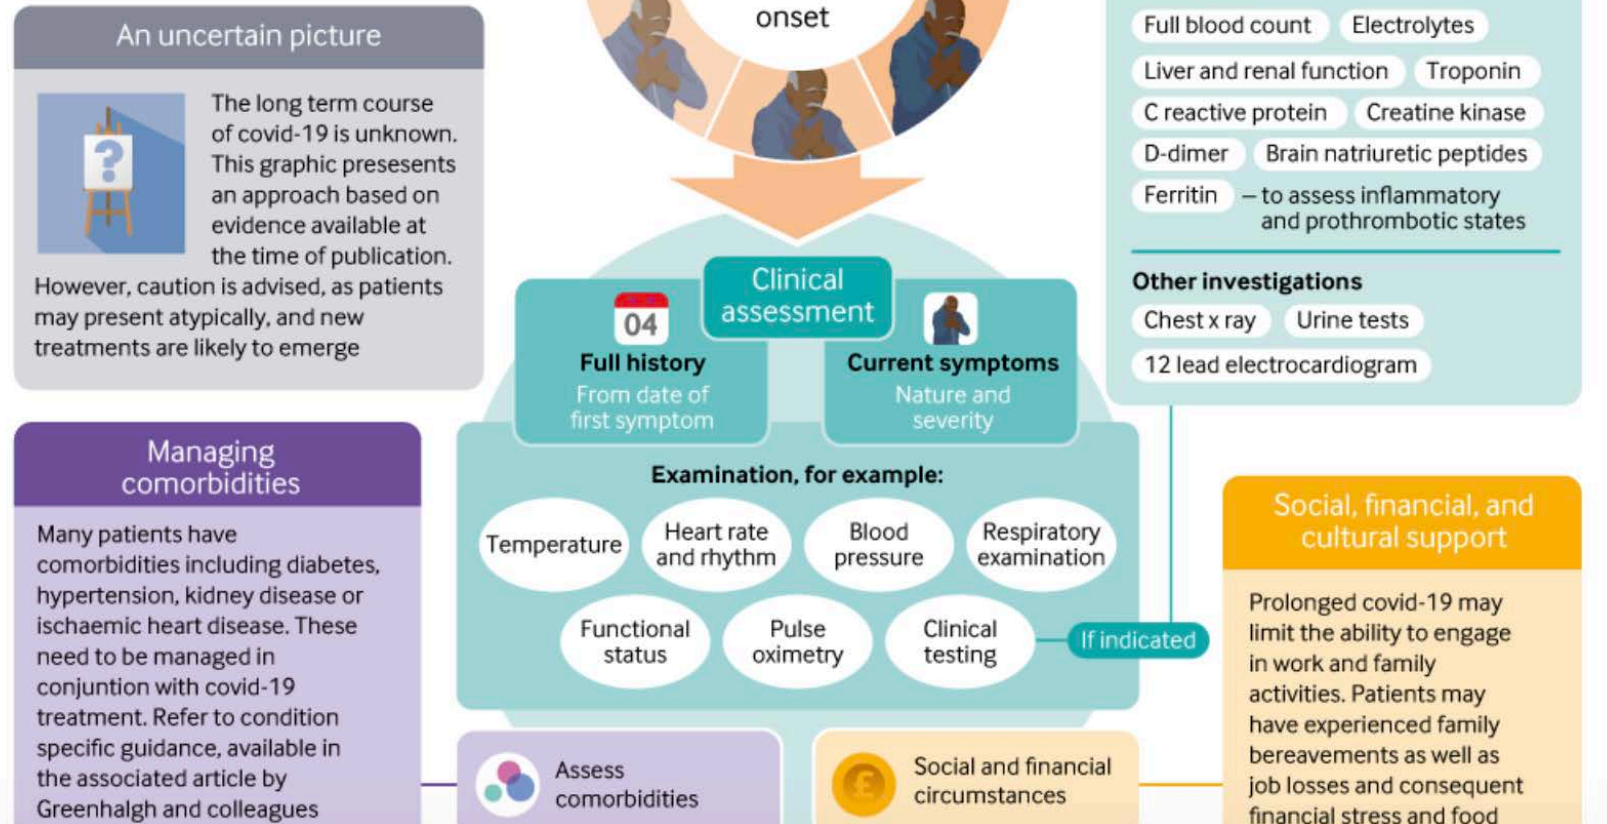 An uncertain picture
The long term course
of covid-19 is unknown.
This graphic presesents
an approach based on
evidence available at
the time of publication.
However, caution is advised, as patients
may present atypically, and new
treatments are likely to emerge
Managing
comorbidities
Many patients have
comorbidities including diabetes,
hypertension, kidney disease or
ischaemic heart disease. These
need to be managed in
conjuntion with covid-19
treatment. Refer to condition
specific guidance, available in
the associated article by
Greenhalgh and colleagues
onset
Clinical
assessment
04
Full history
From date of
first symptom
Current symptoms
Nature and
severity
Examination, for example:
Temperature
Heart rate
and rhythm
Blood
pressure
Respiratory
examination
Functional
status
Pulse
oximetry
Clinical
testing
If indicated
Assess
comorbidities
£
Social and financial
circumstances
Full blood count Electrolytes
Liver and renal function Troponin
C reactive protein Creatine kinase
D-dimer Brain natriuretic peptides
Ferritin – to assess inflammatory
and prothrombotic states
Other investigations
Chest x ray Urine tests
12 lead electrocardiogram
Social, financial, and
cultural support
Prolonged covid-19 may
limit the ability to engage
in work and family
activities. Patients may
have experienced family
bereavements as well as
job losses and consequent
financial stress and food
?